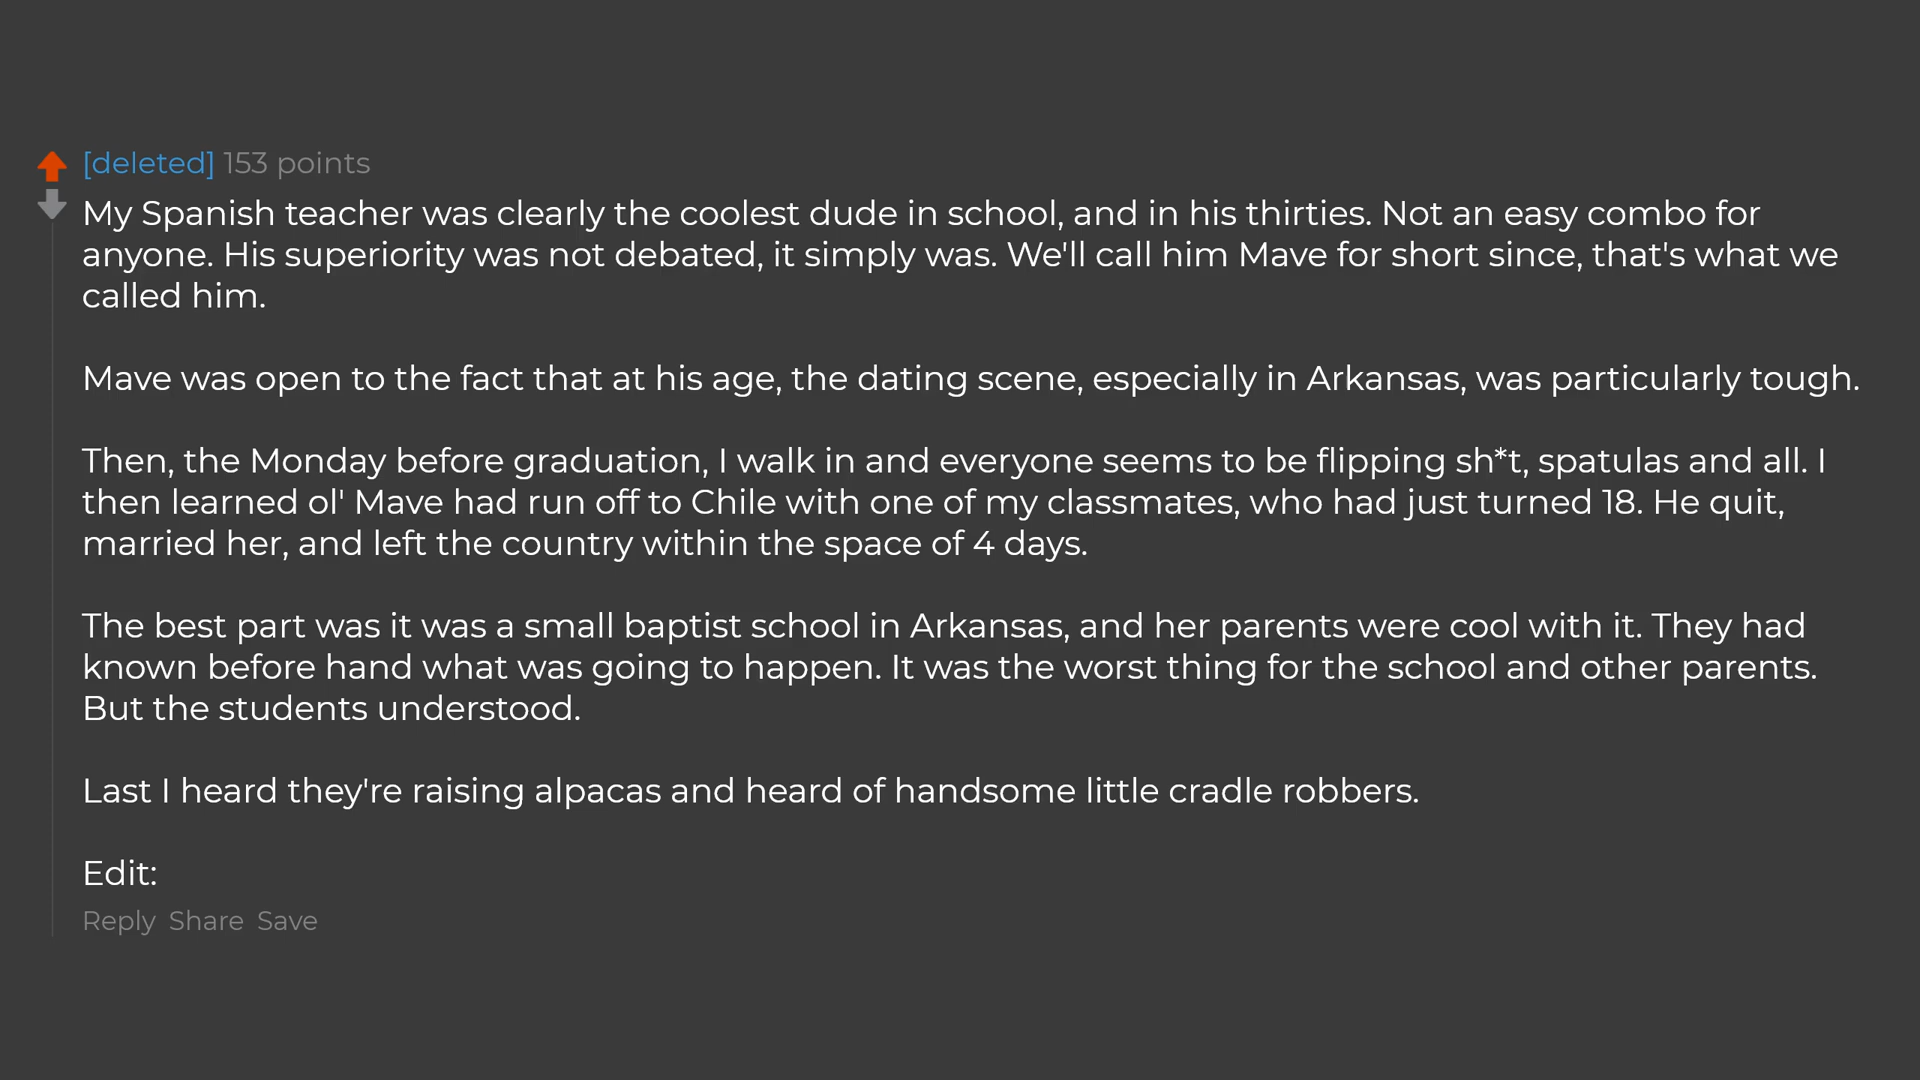 [deleted] 153 points
My Spanish teacher was clearly the coolest dude in school, and in his thirties. Not an easy combo for
anyone. His superiority was not debated, it simply was. We'll call him Mave for short since, that's what we
called him.
Mave was open to the fact that at his age, the dating scene, especially in Arkansas, was particularly tough.
Then, the Monday before graduation, I walk in and everyone seems to be flipping sh*t, spatulas and all. I
then learned ol' Mave had run off to Chile with one of my classmates, who had just turned 18. He quit,
married her, and left the country within the space of 4 days.
The best part was it was a small baptist school in Arkansas, and her parents were cool with it. They had
known before hand what was going to happen. It was the worst thing for the school and other parents.
But the students understood.
Last I heard they're raising alpacas and heard of handsome little cradle robbers.
Edit:
Reply Share Save